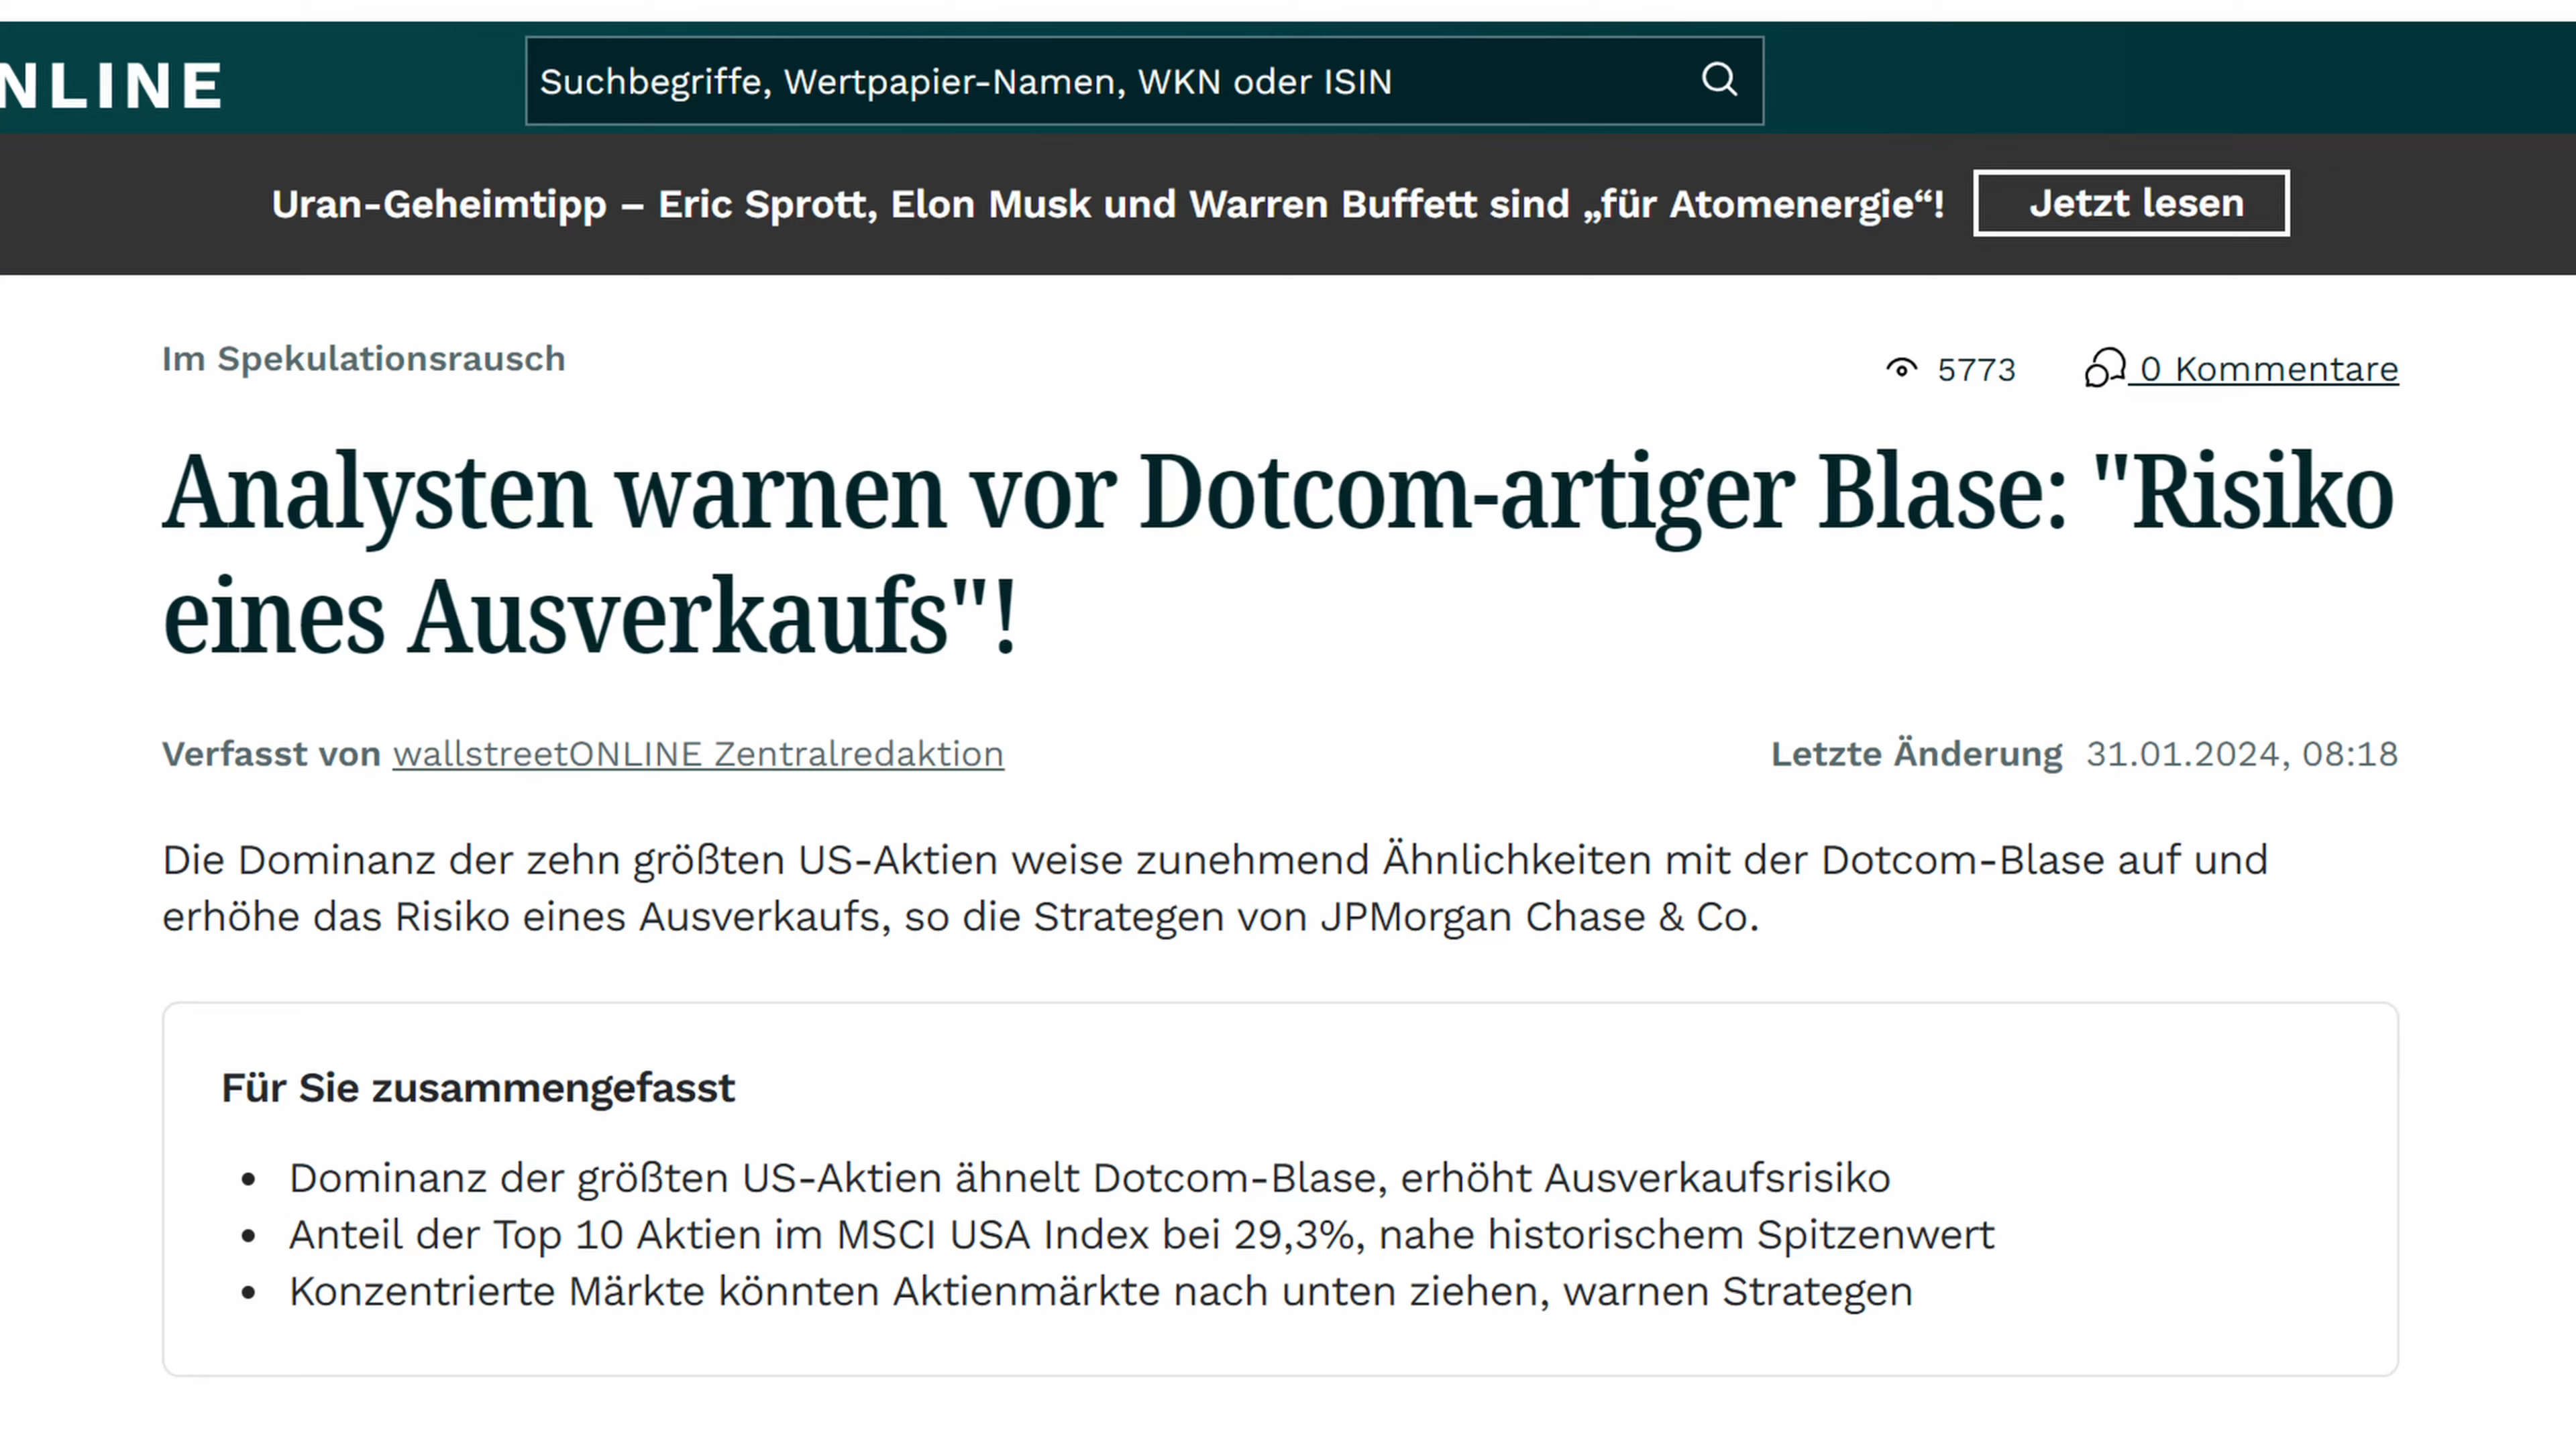 NLINE
Suchbegriffe, Wertpapier-Namen, WKN oder ISIN
Uran-Geheimtipp – Eric Sprott, Elon Musk und Warren Buffett sind „für Atomenergie“! Jetzt lesen
Im Spekulationsrausch
5773 0 Kommentare
Analysten warnen vor Dotcom-artiger Blase: "Risiko
eines Ausverkaufs"!
Verfasst von wallstreetONLINE Zentralredaktion
Letzte Änderung 31.01.2024, 08:18
Die Dominanz der zehn größten US-Aktien weise zunehmend Ähnlichkeiten mit der Dotcom-Blase auf und
erhöhe das Risiko eines Ausverkaufs, so die Strategen von JPMorgan Chase & Co.
Für Sie zusammengefasst
• Dominanz der größten US-Aktien ähnelt Dotcom-Blase, erhöht Ausverkaufsrisiko
• Anteil der Top 10 Aktien im MSCI USA Index bei 29,3%, nahe historischem Spitzenwert
• Konzentrierte Märkte könnten Aktienmärkte nach unten ziehen, warnen Strategen